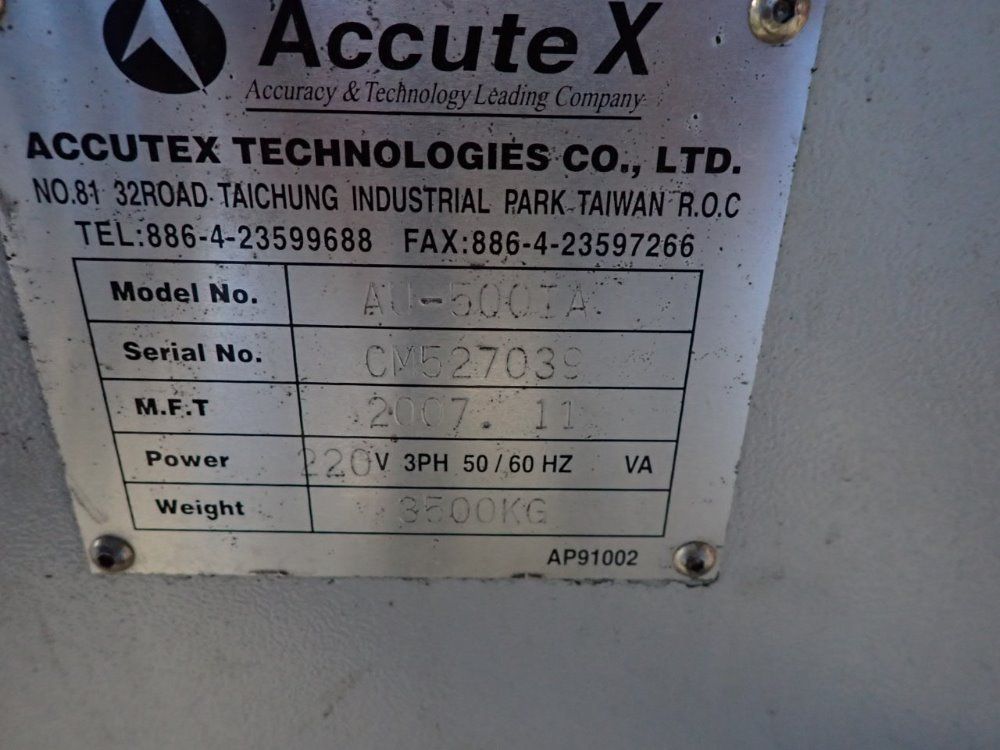 Accute X
Accuracy & Technology Leading Company
ACCUTEX TECHNOLOGIES CO., LTD.
NO.81 32ROAD TAICHUNG INDUSTRIAL PARK TAIWAN R.O.C
TEL:886-4-23599688 FAX:886-4-23597266
Model No. AU-500IA
Serial No. CM527039
M.F.T 2007. 11
Power 220V 3PH 50/60 HZ VA
Weight 3500KG
AP91002